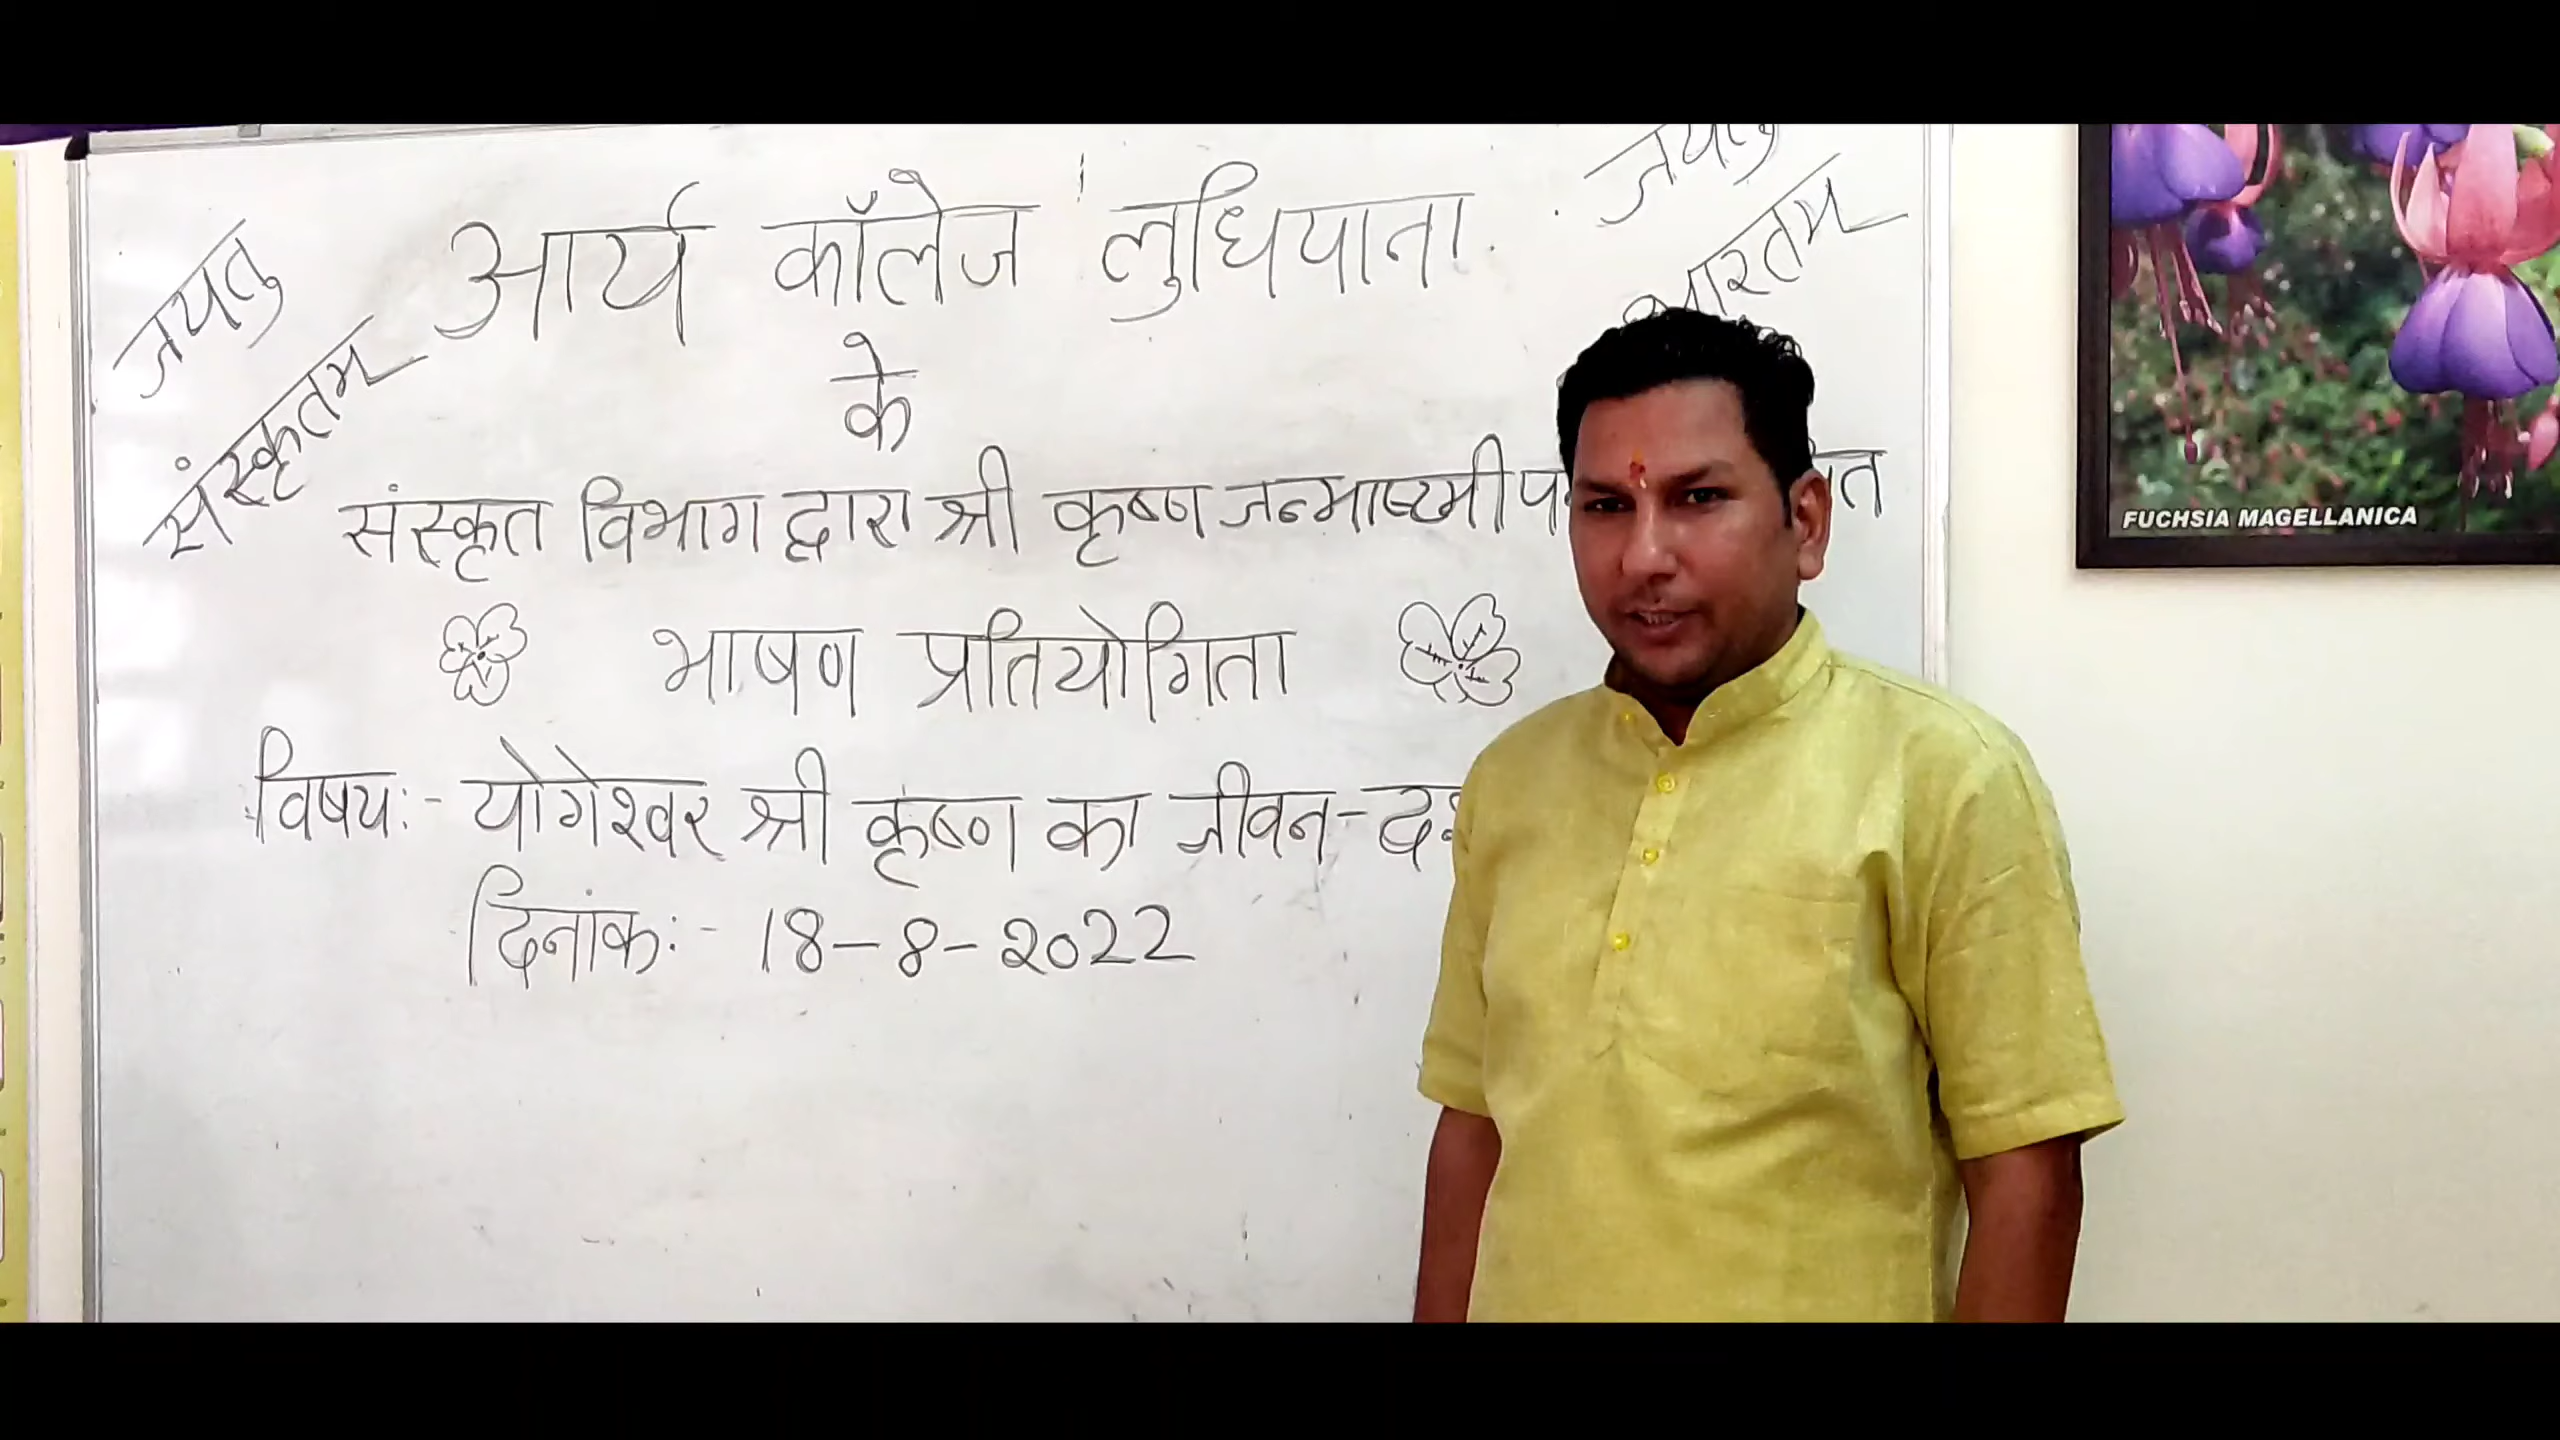 जयतु
संस्कृतम्
जयतु
भारतम्
आर्य कॉलेज लुधियाना
के
संस्कृत विभाग द्वारा श्री कृष्ण जन्माष्टमी
भाषण प्रतियोगिता
विषय:- योगेश्वर श्री कृष्ण का जीवन-
दिनांक:- 18-8-2022
FUCHSIA MAGELLANICA